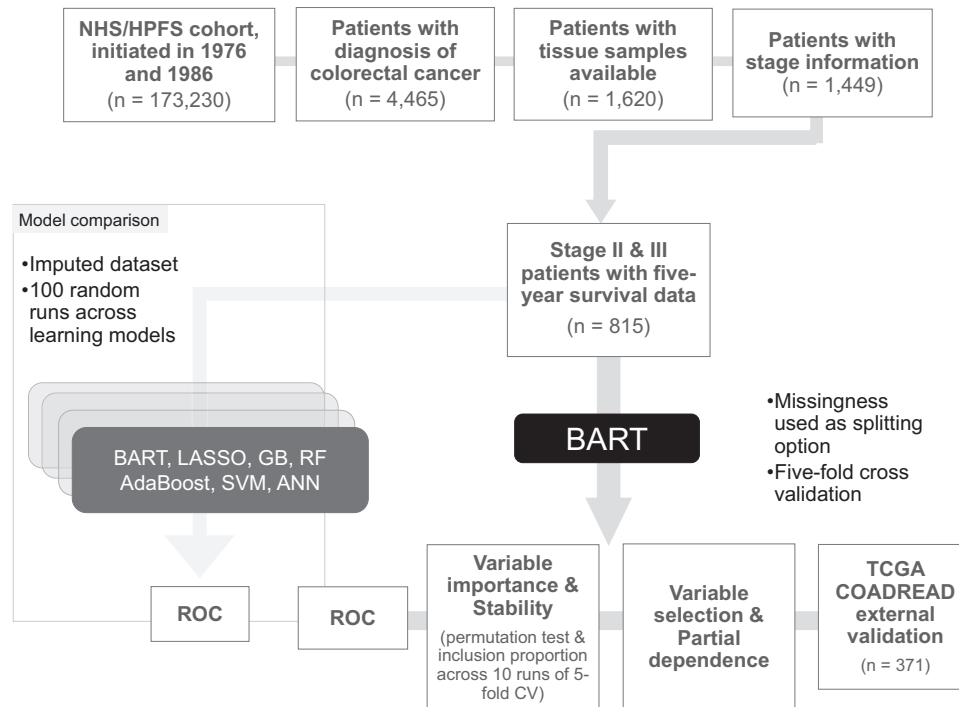 NHS/HPFS cohort,
initiated in 1976
and 1986
(n = 173,230)
Patients with
diagnosis of
colorectal cancer
(n = 4,465)
Patients with
tissue samples
available
(n = 1,620)
Patients with
stage information
(n = 1,449)
Stage II & III
patients with five-
year survival data
(n = 815)
Model comparison
•Imputed dataset
•100 random
runs across
learning models
BART, LASSO, GB, RF
AdaBoost, SVM, ANN
ROC
BART
•Missingness
used as splitting
option
•Five-fold cross
validation
ROC
Variable
importance &
Stability
(permutation test &
inclusion proportion
across 10 runs of 5-
fold CV)
Variable
selection &
Partial
dependence
TCGA
COADREAD
external
validation
(n = 371)